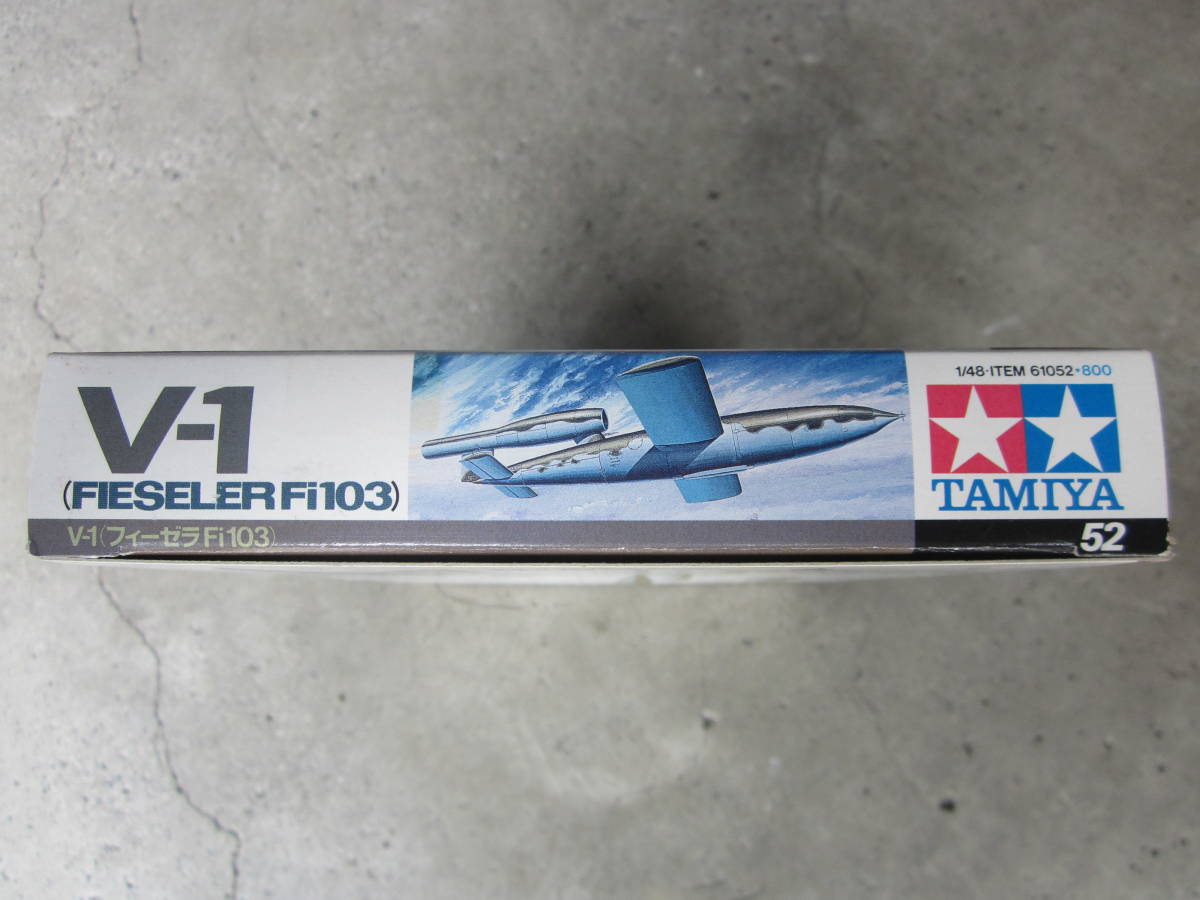 V-1
(FIESELER Fi103)
V-1(フィーゼラFi103)
1/48·ITEM 61052*800
TAMIYA
52